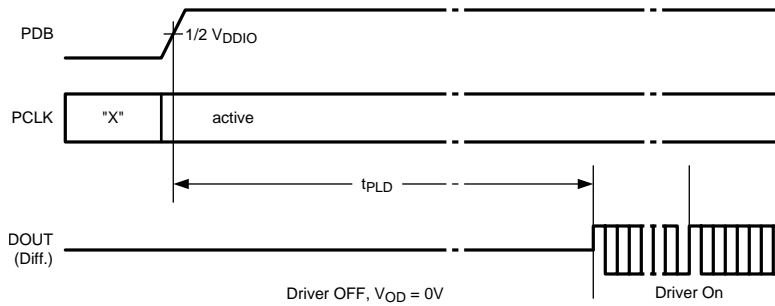 PDB
1/2 VDDIO
PCLK
"X"
active
tPLD
DOUT
(Diff.)
Driver OFF, VOD = 0V
Driver On